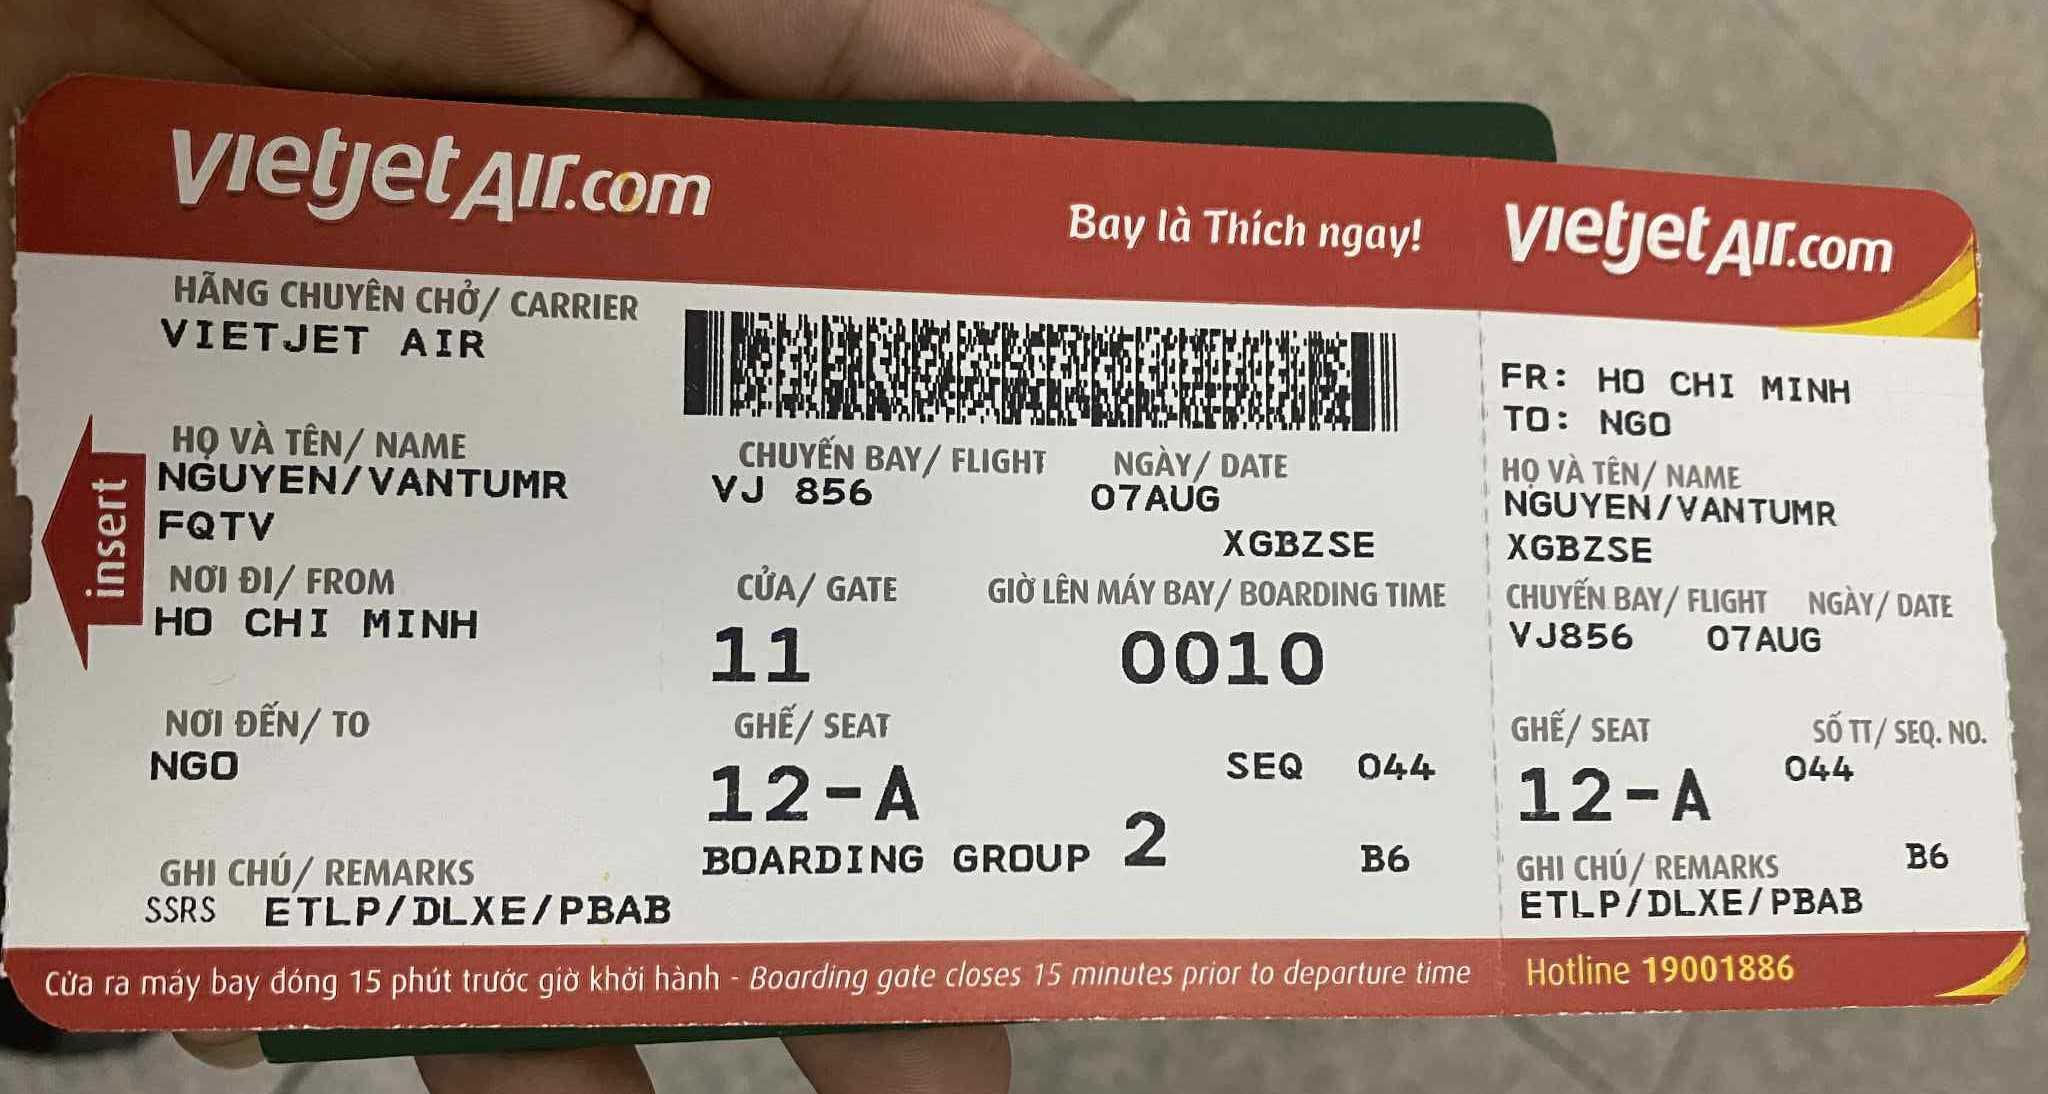 vietjetAir.com
Bay là Thích ngay!
vietjetAir.com
HÃNG CHUYÊN CHỞ/ CARRIER
VIETJET AIR
HỌ VÀ TÊN/ NAME
NGUYEN/VANTUMR
FQTV
CHUYẾN BAY/ FLIGHT
VJ 856
NGÀY/ DATE
07AUG
XGBZSE
insert
NƠI ĐI/ FROM
HO CHI MINH
CỬA/ GATE
11
GIỜ LÊN MÁY BAY/ BOARDING TIME
0010
NƠI ĐẾN/ TO
NGO
GHẾ/ SEAT
12-A
SEQ 044
BOARDING GROUP 2 B6
GHI CHÚ/ REMARKS
SSRS ETLP/DLXE/PBAB
Cửa ra máy bay đóng 15 phút trước giờ khởi hành - Boarding gate closes 15 minutes prior to departure time
FR: HO CHI MINH
TO: NGO
HỌ VÀ TÊN/ NAME
NGUYEN/VANTUMR
XGBZSE
CHUYẾN BAY/ FLIGHT NGÀY/ DATE
VJ856 07AUG
GHẾ/ SEAT SỐ TT/ SEQ. NO.
12-A 044
B6
GHI CHÚ/ REMARKS
ETLP/DLXE/PBAB
Hotline 19001886